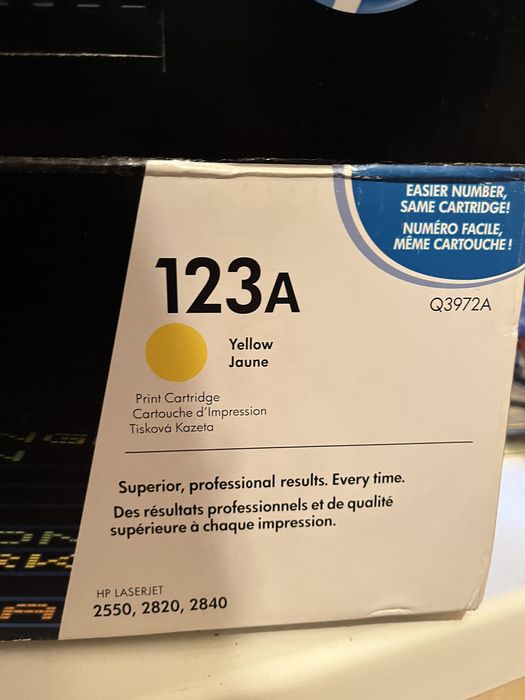 EASIER NUMBER,
SAME CARTRIDGE!
NUMÉRO FACILE,
MÊME CARTOUCHE !
123A
Q3972A
Yellow
Jaune
Print Cartridge
Cartouche d'Impression
Tisková Kazeta
Superior, professional results. Every time.
Des résultats professionnels et de qualité
supérieure à chaque impression.
HP LASERJET
2550, 2820, 2840